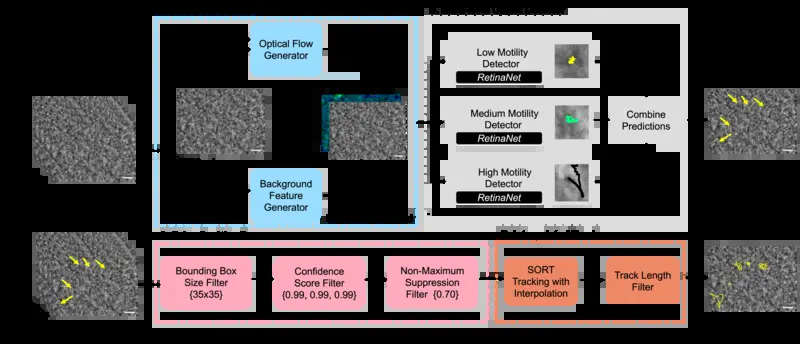 Optical Flow
Generator
Background
Feature
Generator
Low Motility
Detector
RetinaNet
Medium Motility
Detector
RetinaNet
High Motility
Detector
RetinaNet
Combine
Predictions
Bounding Box
Size Filter
{35x35}
Confidence
Score Filter
{0.99, 0.99, 0.99}
Non-Maximum
Suppression
Filter {0.70}
SORT
Tracking with
Interpolation
Track Length
Filter